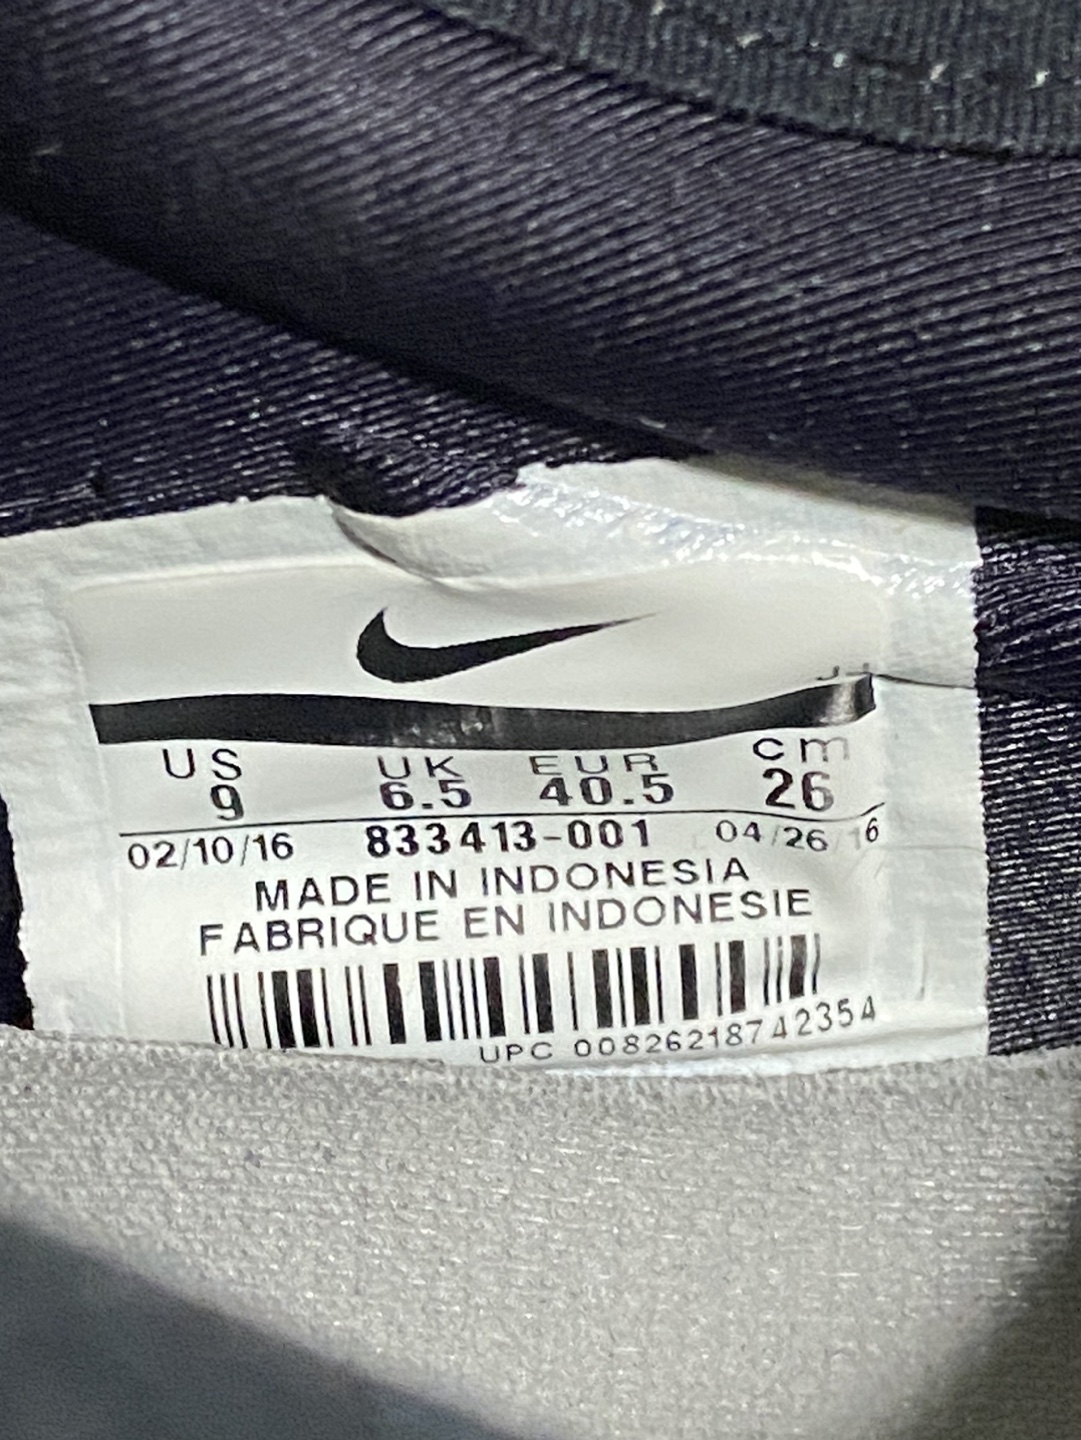 JJ
US UK EUR cm
9 6.5 40.5 26
02/10/16 833413-001 04/26/16
MADE IN INDONESIA
FABRIQUE EN INDONESIE
UPC 00826218742354